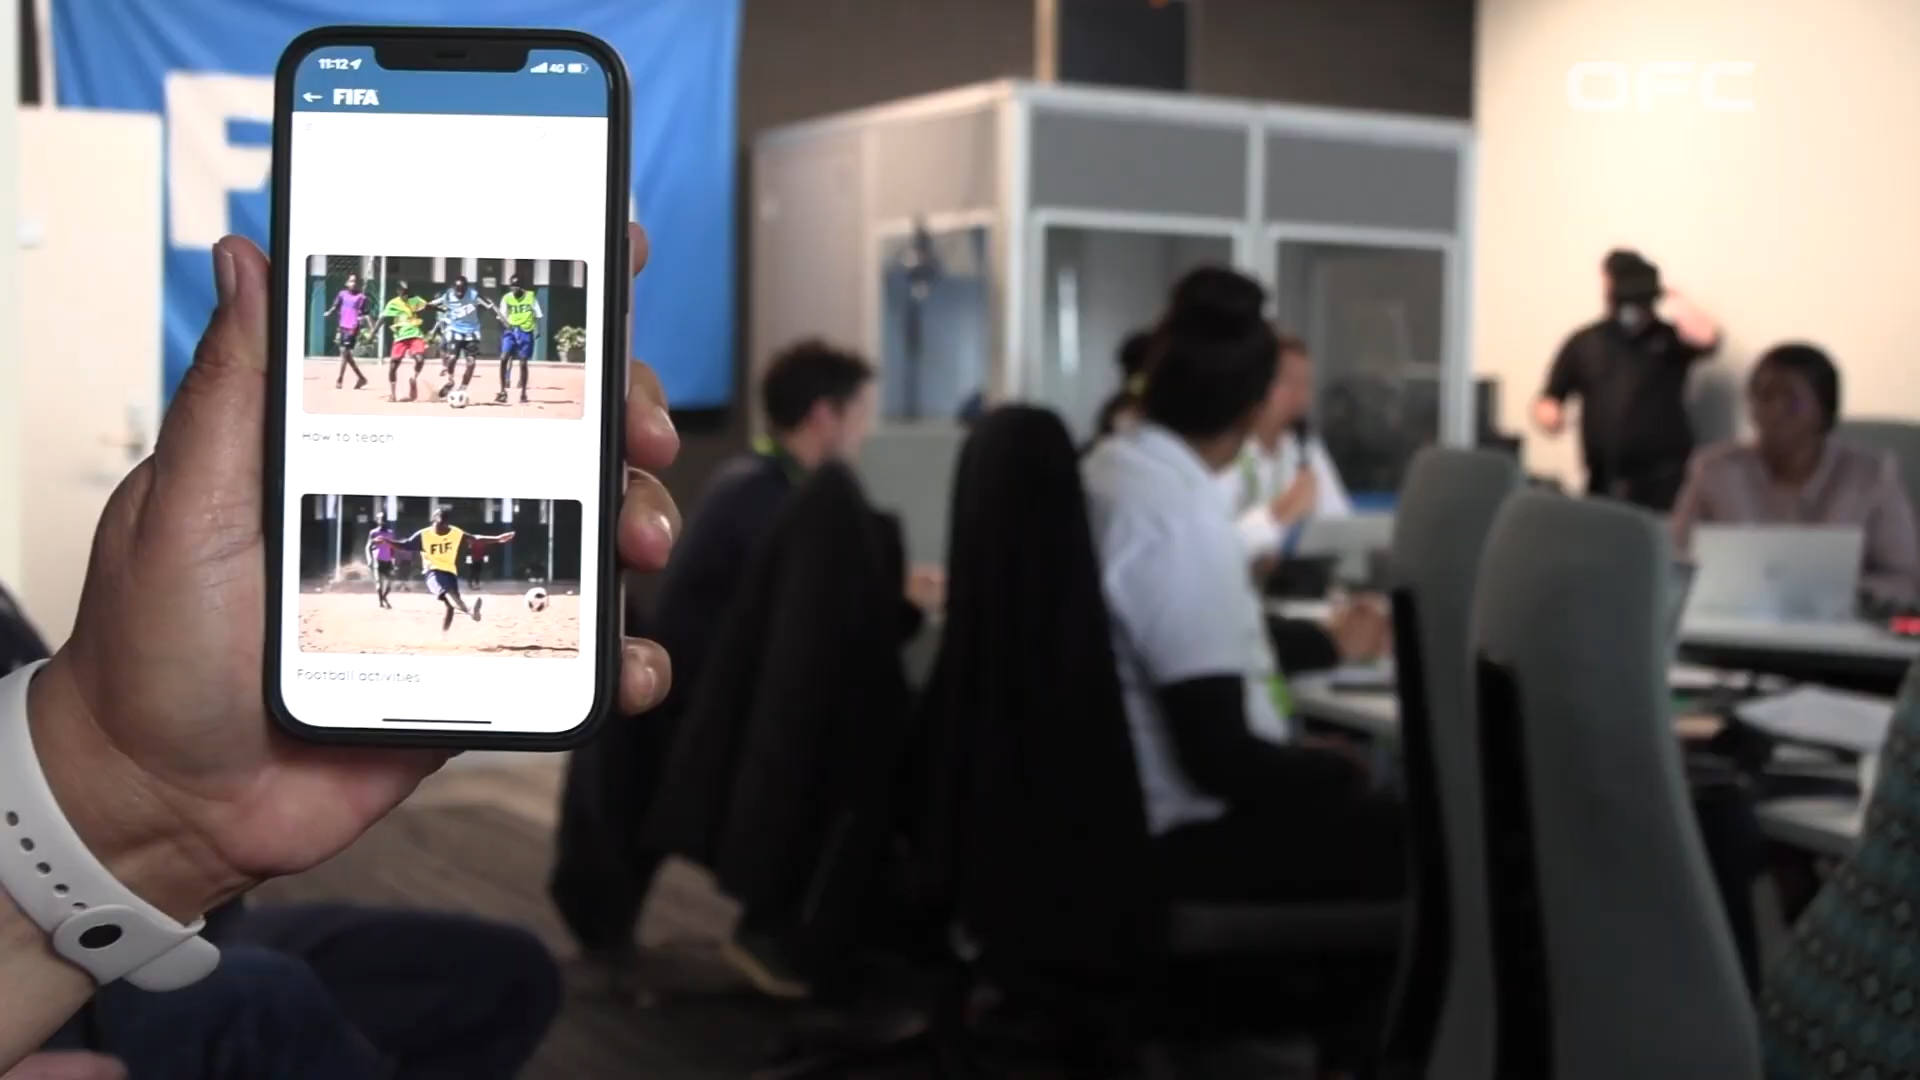 11:12
4G
FIFA
How to teach
FIF
Football activities
OFC